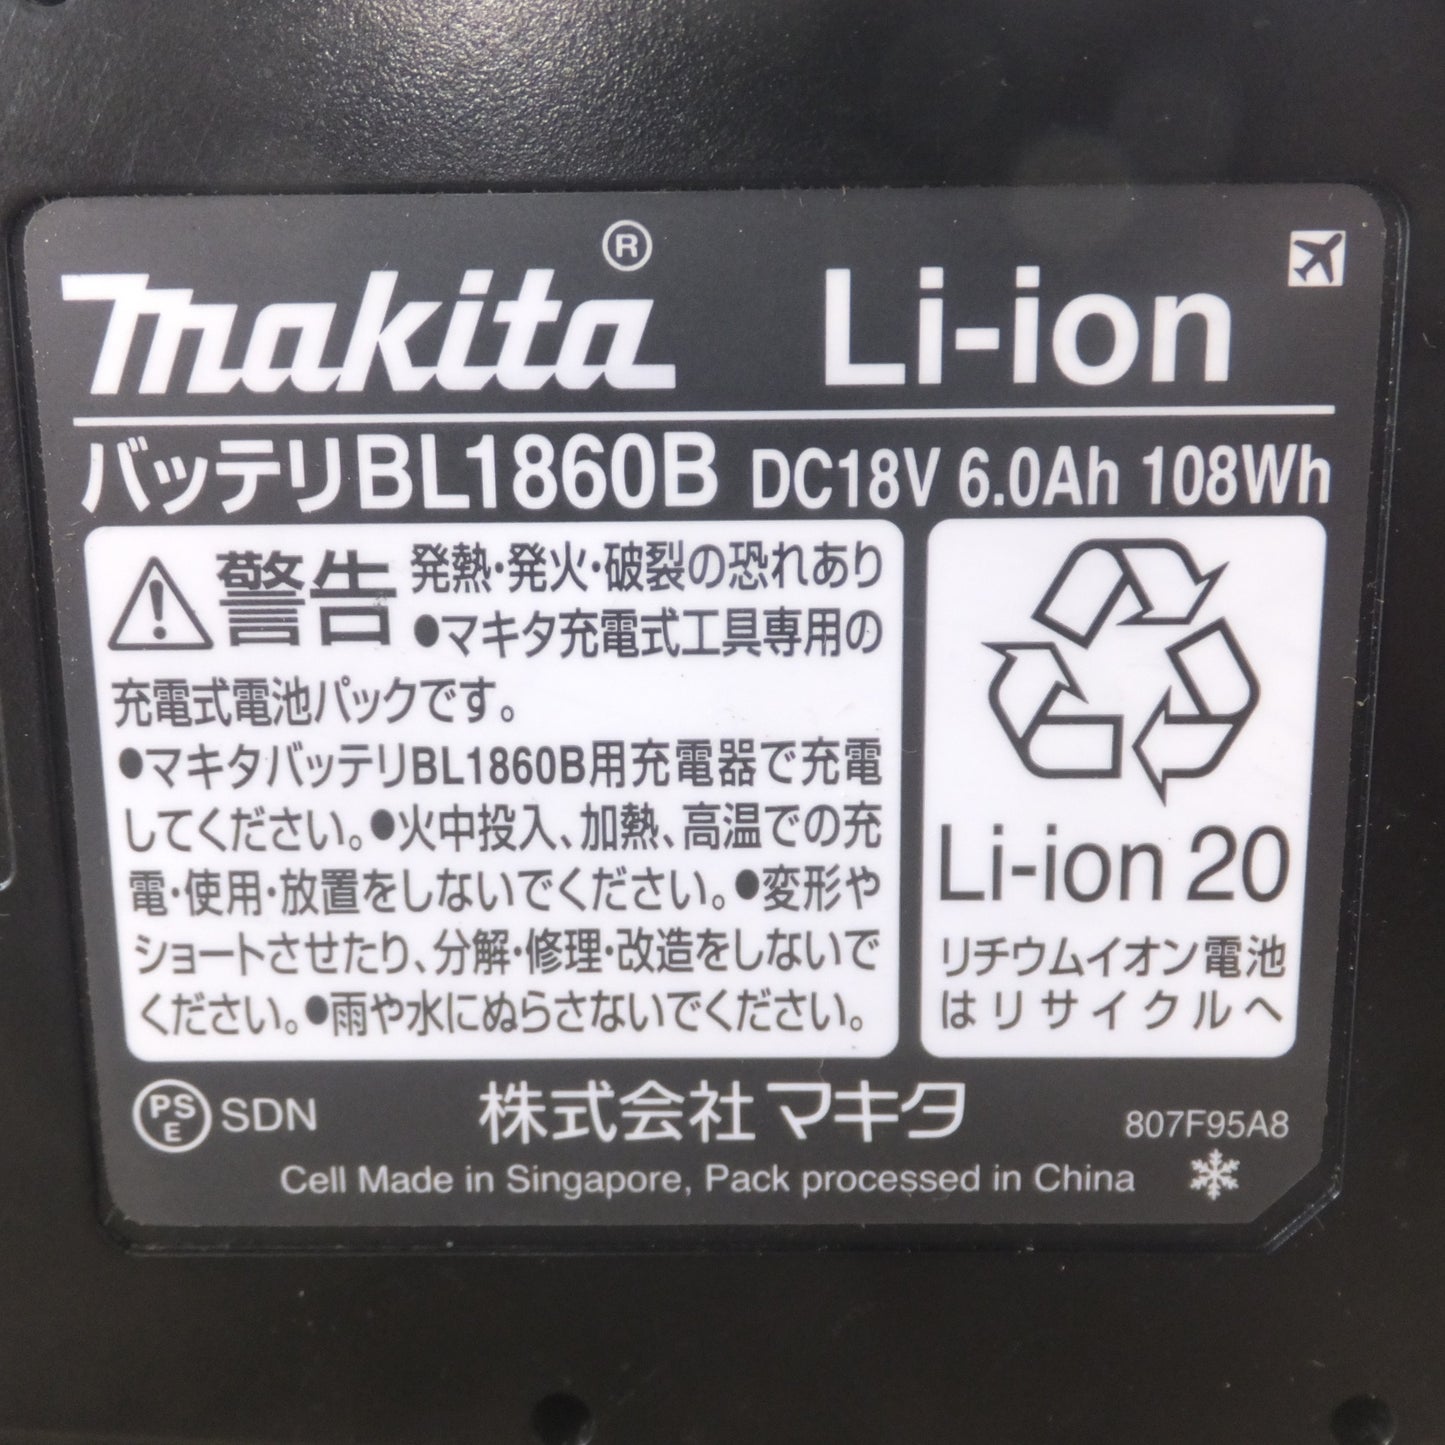 makita® Li-ion
バッテリBL1860B DC18V 6.0Ah 108Wh
警告 発熱・発火・破裂の恐れあり
●マキタ充電式工具専用の
充電式電池パックです。
●マキタバッテリBL1860B用充電器で充電
してください。●火中投入、加熱、高温での充
電・使用・放置をしないでください。●変形や
ショートさせたり、分解・修理・改造をしないで
ください。●雨や水にぬらさないでください。
Li-ion 20
リチウムイオン電池
はリサイクルへ
PSE SDN 株式会社マキタ 807F95A8
Cell Made in Singapore, Pack processed in China